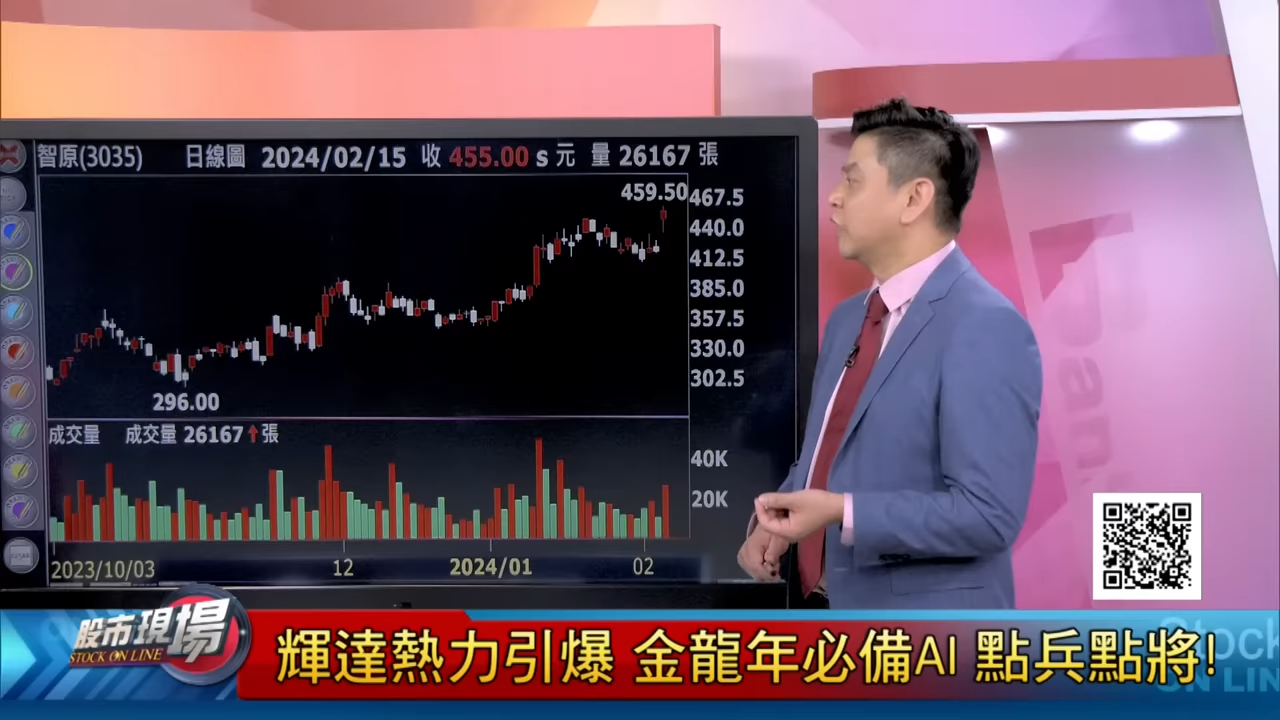 智原(3035) 日線圖 2024/02/15 收 455.00 s 元 量 26167 張
459.50
467.5
440.0
412.5
385.0
357.5
330.0
302.5
296.00
成交量 成交量 26167↑張
40K
20K
2023/10/03 12 2024/01 02
股市現場
STOCK ON LINE
輝達熱力引爆 金龍年必備AI 點兵點將!
Stock
ON LIN